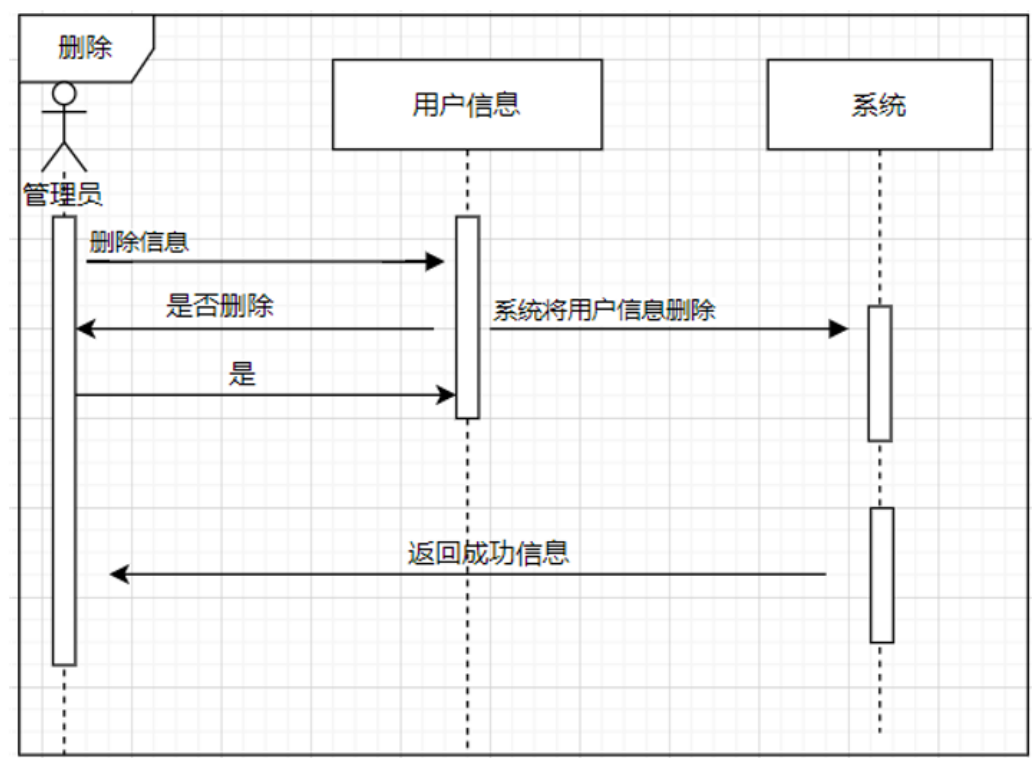 删除
用户信息
系统
管理员
删除信息
是否删除
系统将用户信息删除
是
返回成功信息